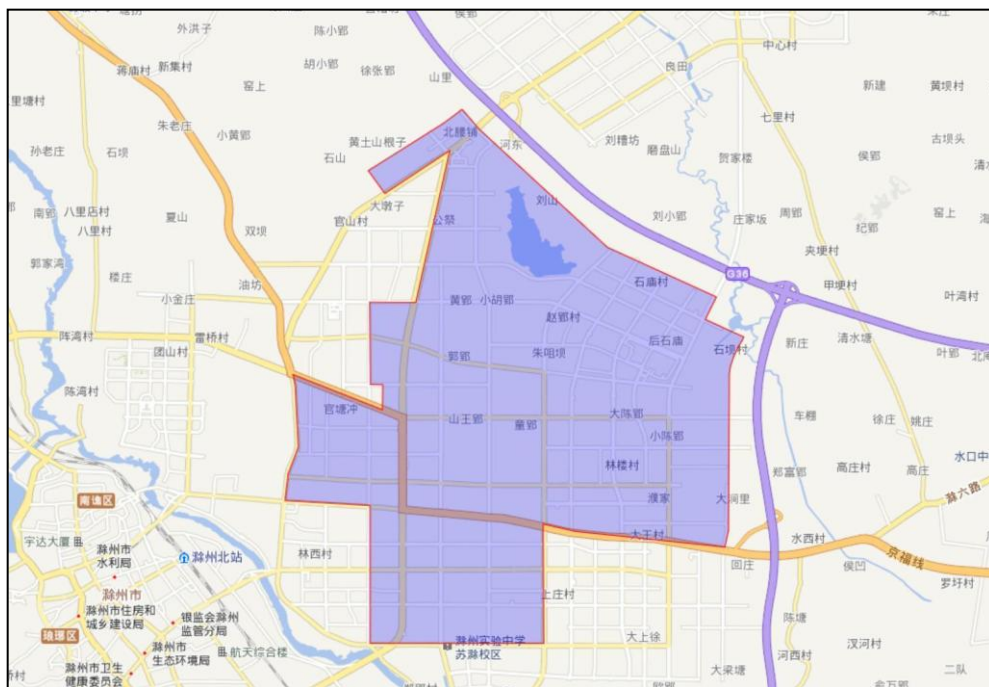 外洪子
陈小郢
侯郢
中心村
胡小郢
徐张郢
山里
良田
蒋庙村
新集村
窑上
新建
黄坝村
八里塘村
朱老庄
小黄郢
黄土山根子
北腰铺
河东
刘糟坊
磨盘山
七里村
古坝头
孙老庄
石坝
石山
贺家楼
侯郢
清水
大墩子
刘山
南郢
八里店村
八里村
夏山
双坝
官山村
公祭
刘小郢
庄家坡
周郢
纪郢
窑上
郭家湾
楼庄
油坊
夹埂村
小金庄
石庙村
G36
甲埂村
叶湾村
黄郢
小胡郢
赵郢村
阵湾村
雷桥村
团山村
后石庙
石坝村
新庄
清水塘
郭郢
朱咀坝
叶郢
陈湾村
官塘冲
山王郢
童郢
大陈郢
小陈郢
车棚
徐庄
姚庄
水口中
林楼村
郑富郢
高庄村
高庄
南谯区
濮家
大涧里
滁六路
宇达大厦
滁州市
水利局
滁州北站
林西村
大王村
水西村
京福线
回庄
侯凹
罗圩村
滁州市
滁州市住房和
城乡建设局
银监会滁州
监管分局
上庄村
陈塘
琅琊区
滁州市
生态环境局
航天综合楼
滁州实验中学
苏滁校区
大上徐
河西村
汊河村
滁州市卫生
健康委员会
大梁塘
二队